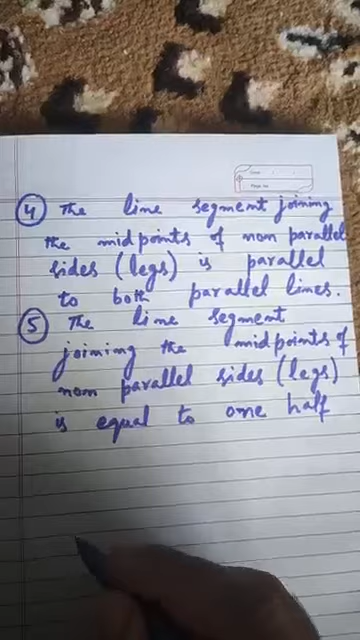 ④ The line segment joining
the midpoints of non parallel
sides (legs) is parallel
to both parallel lines.
⑤ The line segment
joining the midpoints of
non parallel sides (legs)
is equal to one half